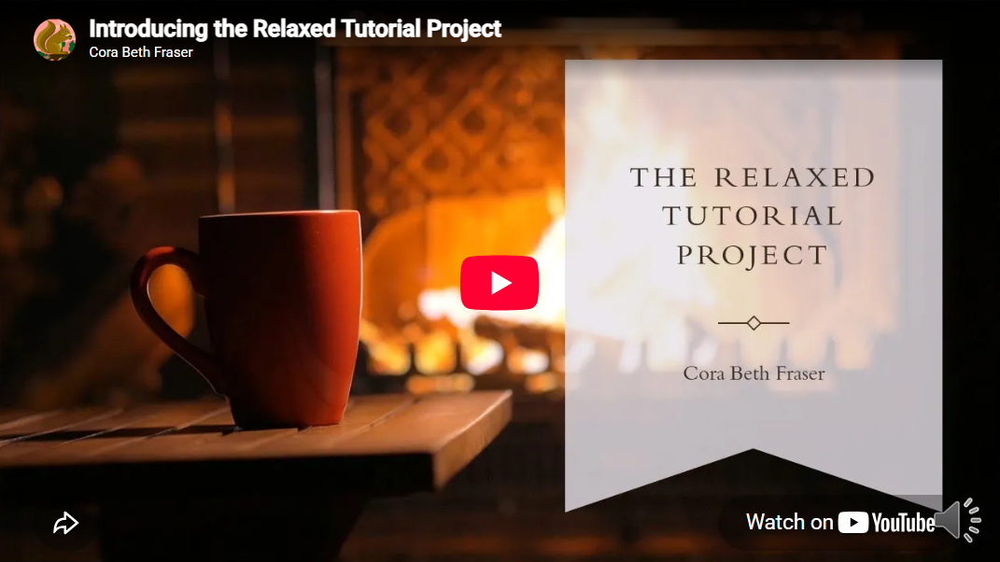 Introducing the Relaxed Tutorial Project
Cora Beth Fraser
THE RELAXED
TUTORIAL
PROJECT
Cora Beth Fraser
Watch on YouTube